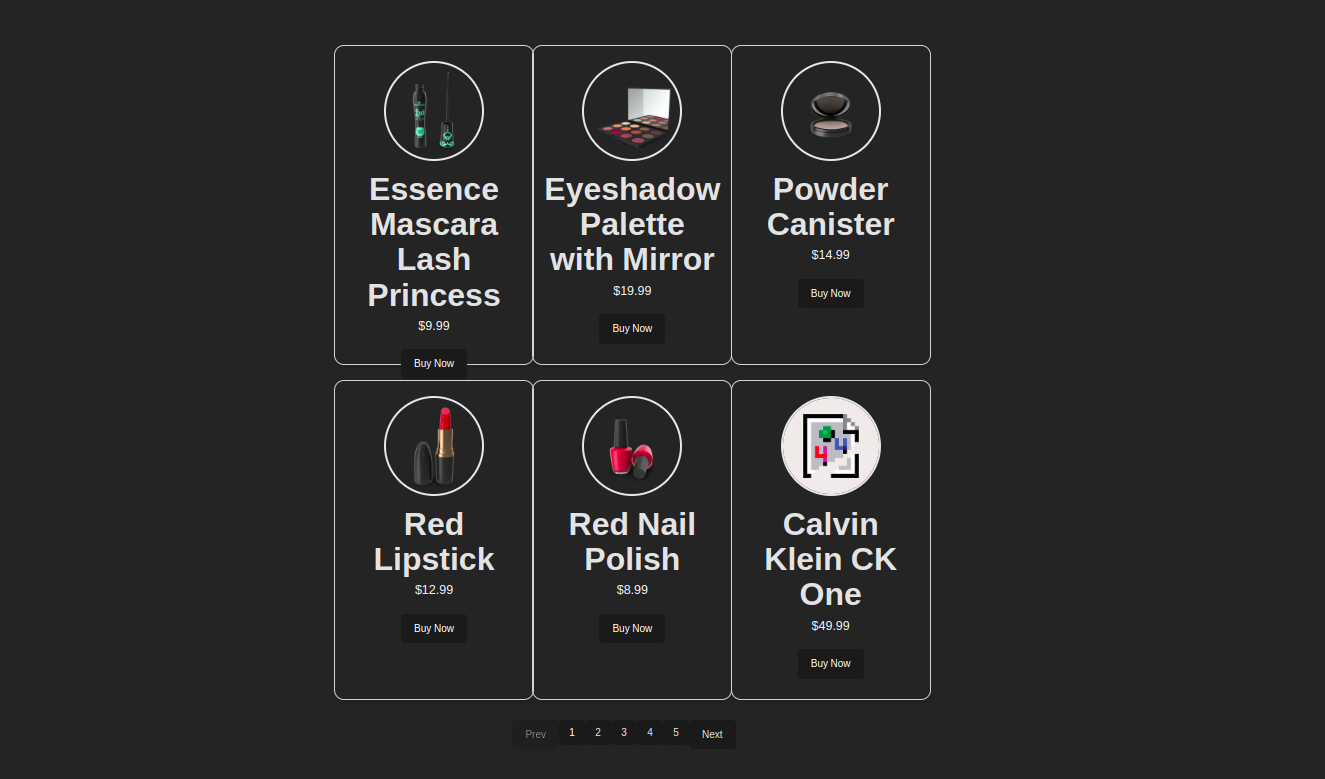 Essence
Mascara
Lash
Princess
$9.99
Buy Now
Eyeshadow
Palette
with Mirror
$19.99
Buy Now
Powder
Canister
$14.99
Buy Now
Red
Lipstick
$12.99
Buy Now
Red Nail
Polish
$8.99
Buy Now
Calvin
Klein CK
One
$49.99
Buy Now
Prev 1 2 3 4 5 Next